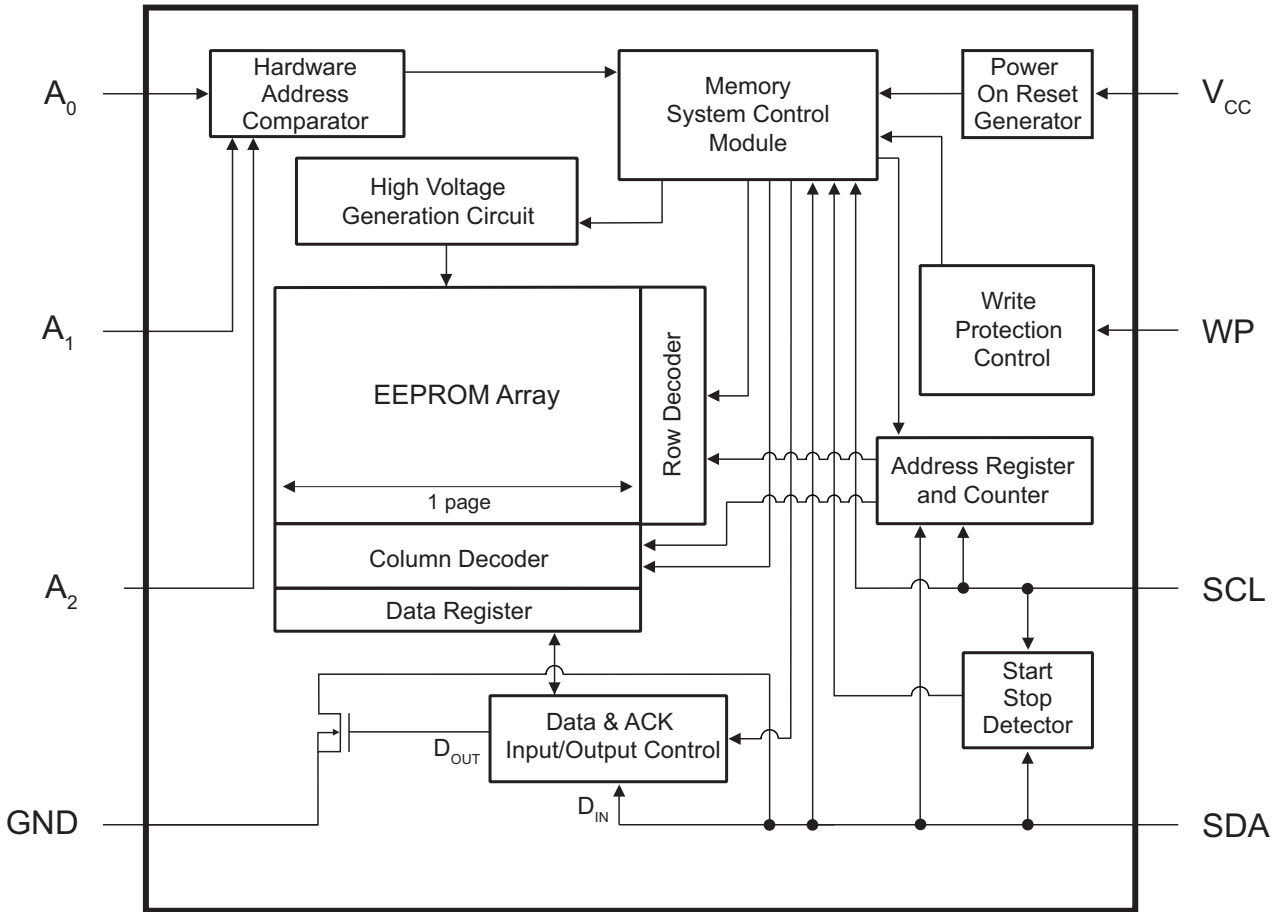 Hardware
Address
Comparator
Memory
System Control
Module
Power
On Reset
Generator
A0
VCC
High Voltage
Generation Circuit
Write
Protection
Control
A1
WP
EEPROM Array
Row Decoder
1 page
Address Register
and Counter
Column Decoder
A2
SCL
Data Register
Start
Stop
Detector
Data & ACK
Input/Output Control
DOUT
DIN
GND
SDA